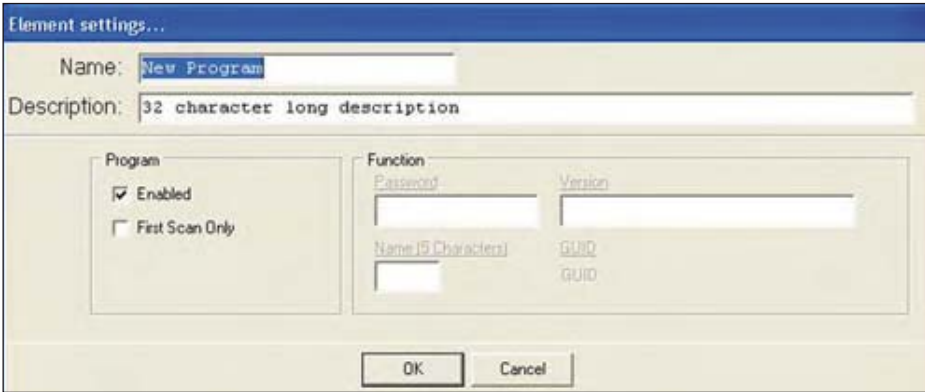 Element settings...
Name: New Program
Description: 32 character long description
Program
Enabled
First Scan Only
Function
Password Version
Name (5 Characters) GUID
GUID
OK Cancel